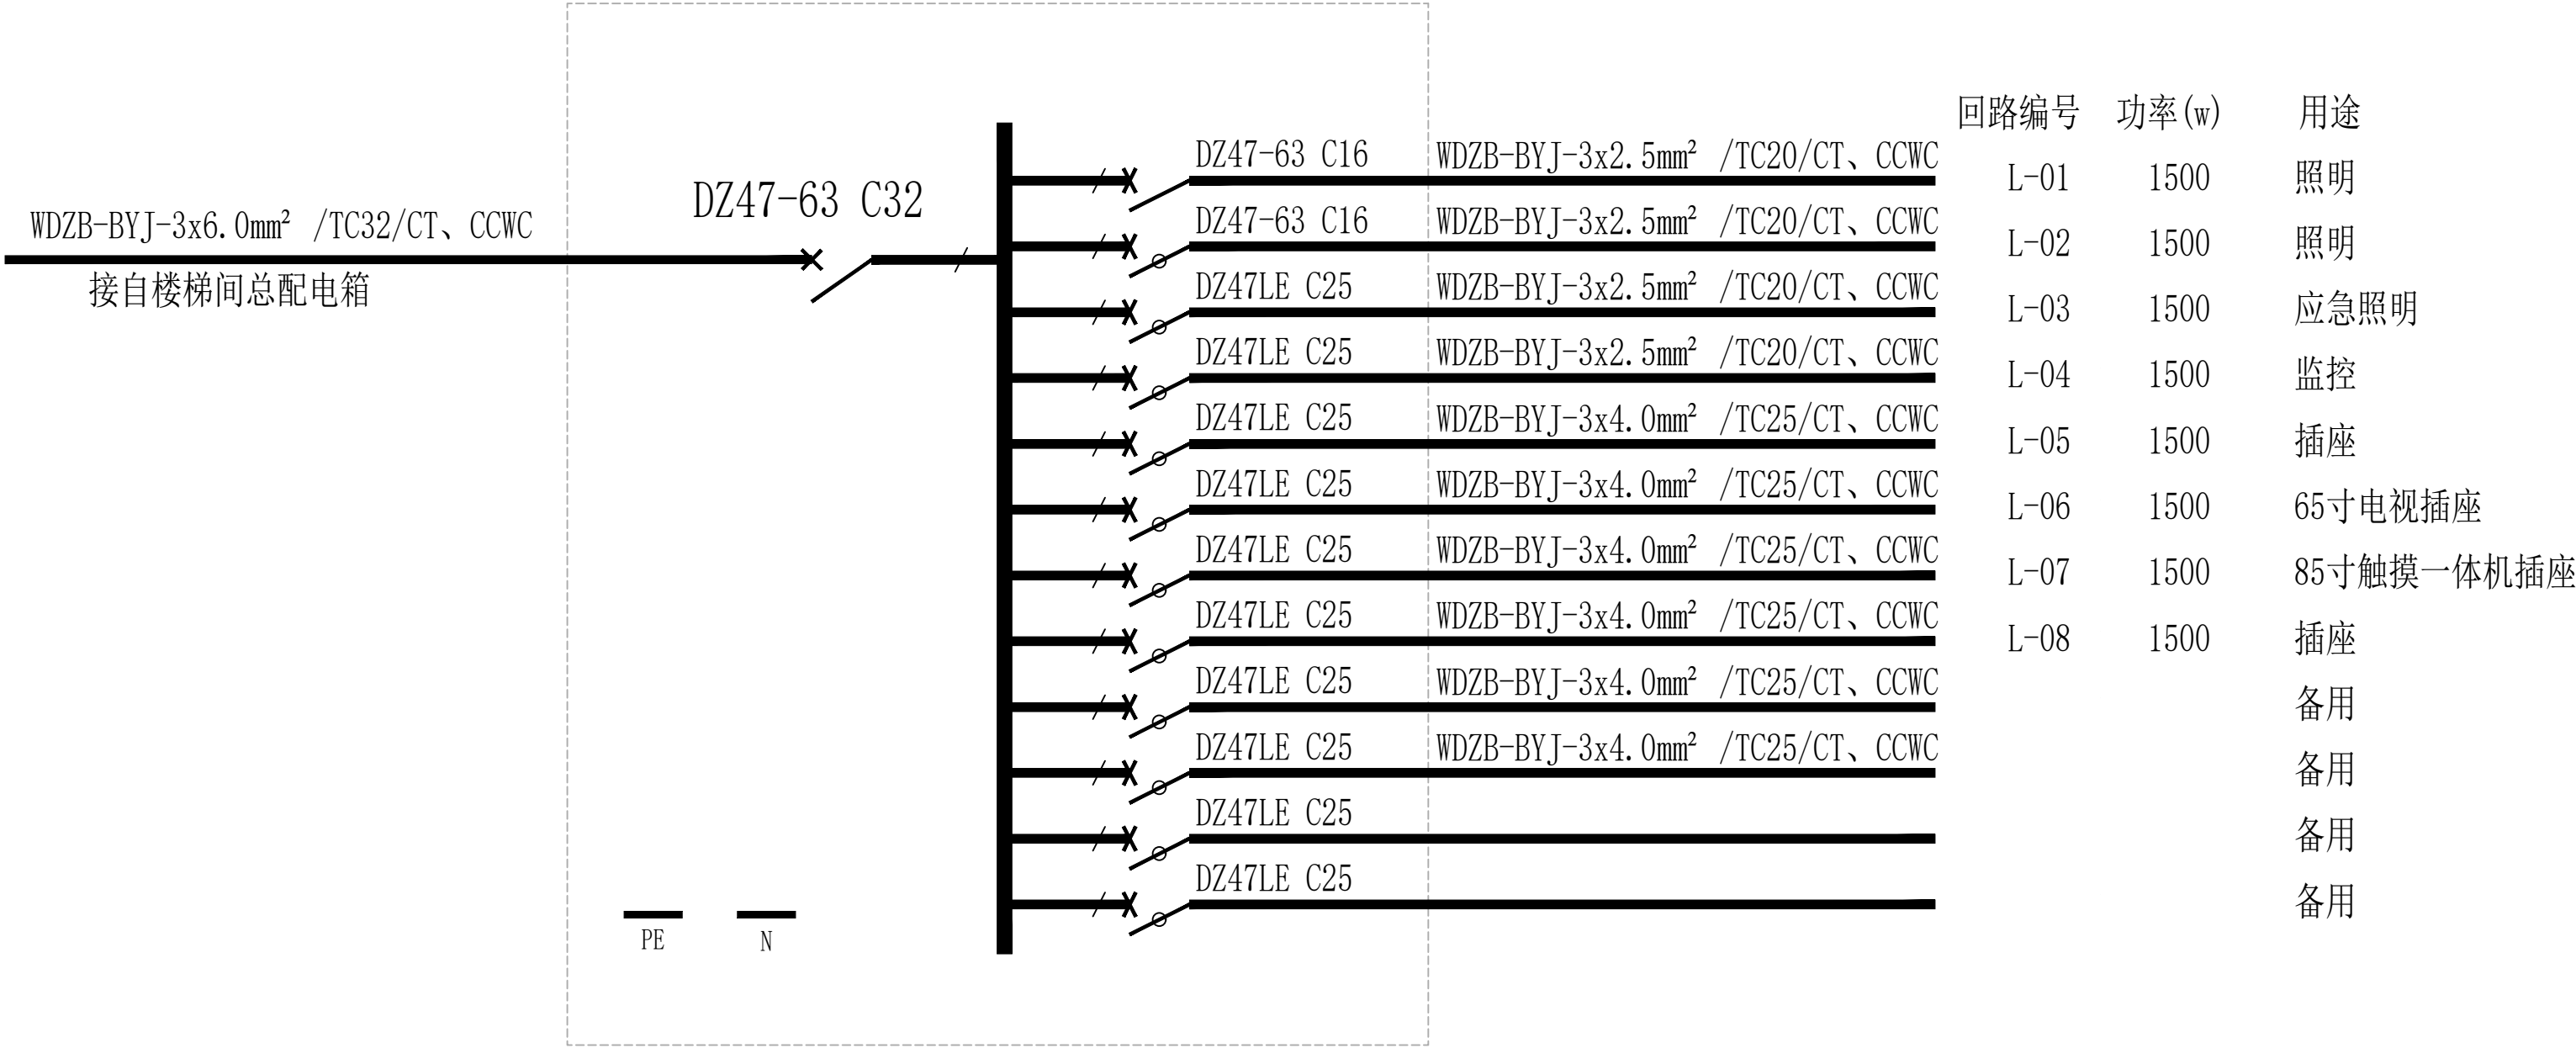 回路编号 功率(w) 用途
WDZB-BYJ-3x6.0mm² /TC32/CT、CCWC
接自楼梯间总配电箱
DZ47-63 C32
DZ47-63 C16 WDZB-BYJ-3x2.5mm² /TC20/CT、CCWC L-01 1500 照明
DZ47-63 C16 WDZB-BYJ-3x2.5mm² /TC20/CT、CCWC L-02 1500 照明
DZ47LE C25 WDZB-BYJ-3x2.5mm² /TC20/CT、CCWC L-03 1500 应急照明
DZ47LE C25 WDZB-BYJ-3x2.5mm² /TC20/CT、CCWC L-04 1500 监控
DZ47LE C25 WDZB-BYJ-3x4.0mm² /TC25/CT、CCWC L-05 1500 插座
DZ47LE C25 WDZB-BYJ-3x4.0mm² /TC25/CT、CCWC L-06 1500 65寸电视插座
DZ47LE C25 WDZB-BYJ-3x4.0mm² /TC25/CT、CCWC L-07 1500 85寸触摸一体机插座
DZ47LE C25 WDZB-BYJ-3x4.0mm² /TC25/CT、CCWC L-08 1500 插座
DZ47LE C25 WDZB-BYJ-3x4.0mm² /TC25/CT、CCWC 备用
DZ47LE C25 WDZB-BYJ-3x4.0mm² /TC25/CT、CCWC 备用
DZ47LE C25 备用
DZ47LE C25 备用
PE N